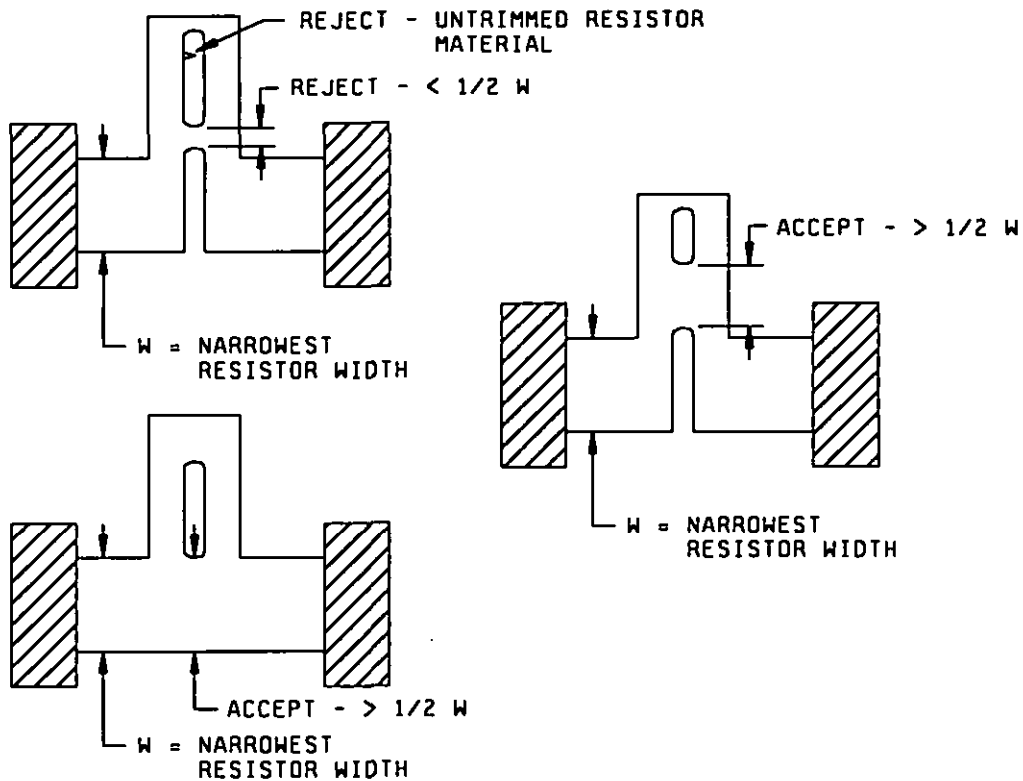 REJECT - UNTRIMMED RESISTOR
MATERIAL
REJECT - < 1/2 W
W = NARROWEST
RESISTOR WIDTH
ACCEPT - > 1/2 W
W = NARROWEST
RESISTOR WIDTH
ACCEPT - > 1/2 W
W = NARROWEST
RESISTOR WIDTH